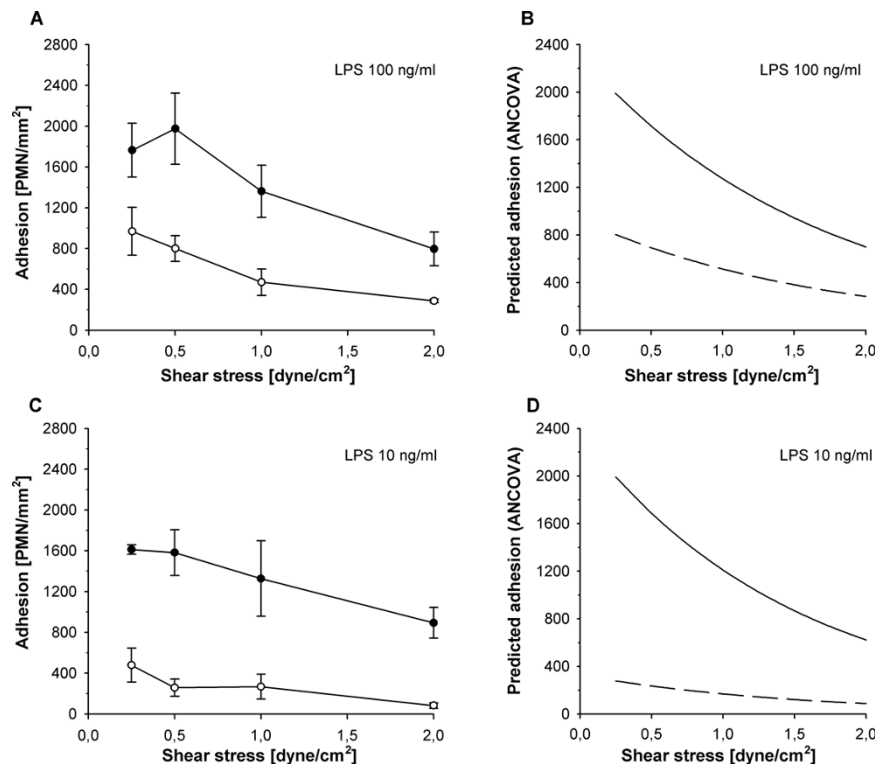 A
Adhesion [PMN/mm²]
2800
2400
2000
1600
1200
800
400
0
LPS 100 ng/ml
0,0 0,5 1,0 1,5 2,0
Shear stress [dyne/cm²]
B
Predicted adhesion (ANCOVA)
2400
2000
1600
1200
800
400
0
LPS 100 ng/ml
0,0 0,5 1,0 1,5 2,0
Shear stress [dyne/cm²]
C
Adhesion [PMN/mm²]
2800
2400
2000
1600
1200
800
400
0
LPS 10 ng/ml
0,0 0,5 1,0 1,5 2,0
Shear stress [dyne/cm²]
D
Predicted adhesion (ANCOVA)
2400
2000
1600
1200
800
400
0
LPS 10 ng/ml
0,0 0,5 1,0 1,5 2,0
Shear stress [dyne/cm²]